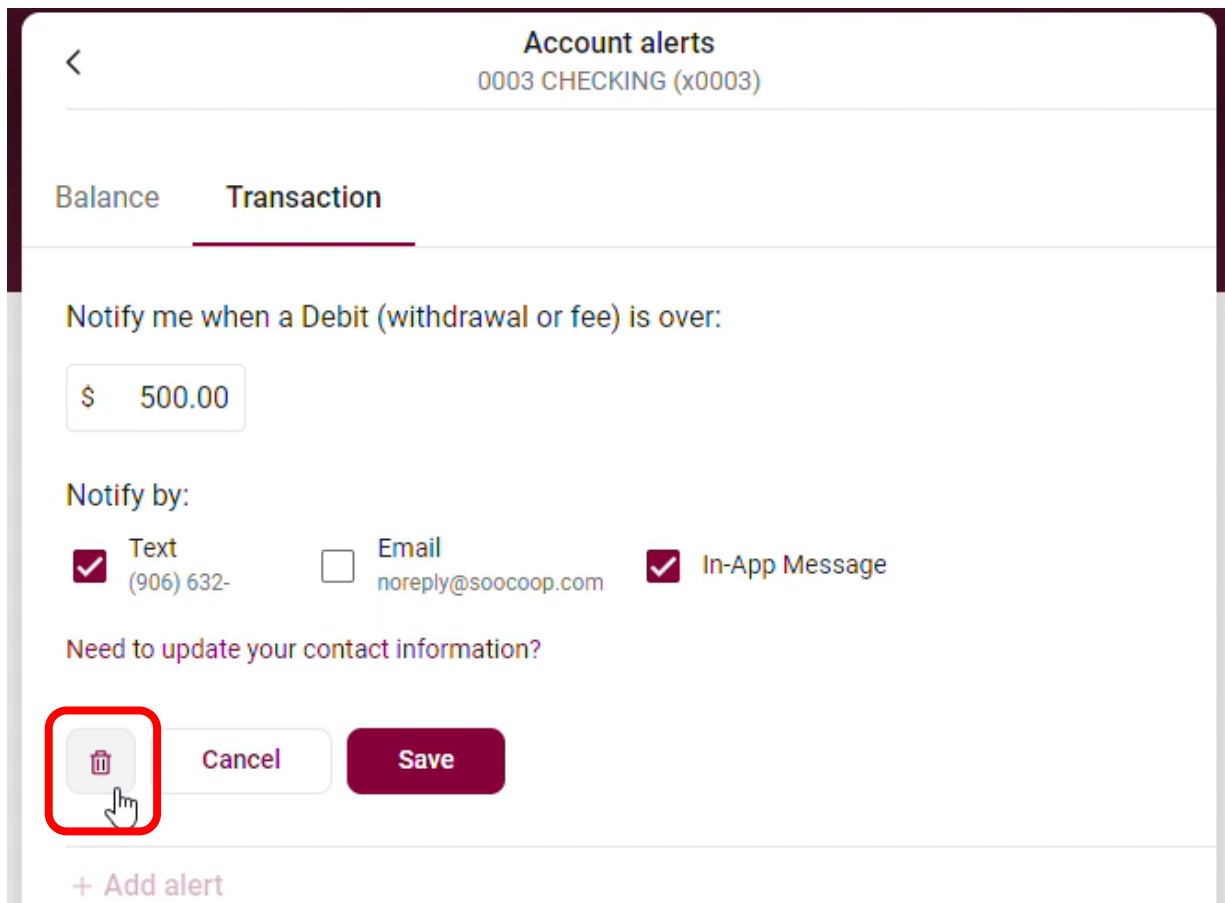 Account alerts
0003 CHECKING (x0003)
Balance Transaction
Notify me when a Debit (withdrawal or fee) is over:
$ 500.00
Notify by:
Text Email In-App Message
(906) 632- noreply@soocoop.com
Need to update your contact information?
Cancel Save
+ Add alert